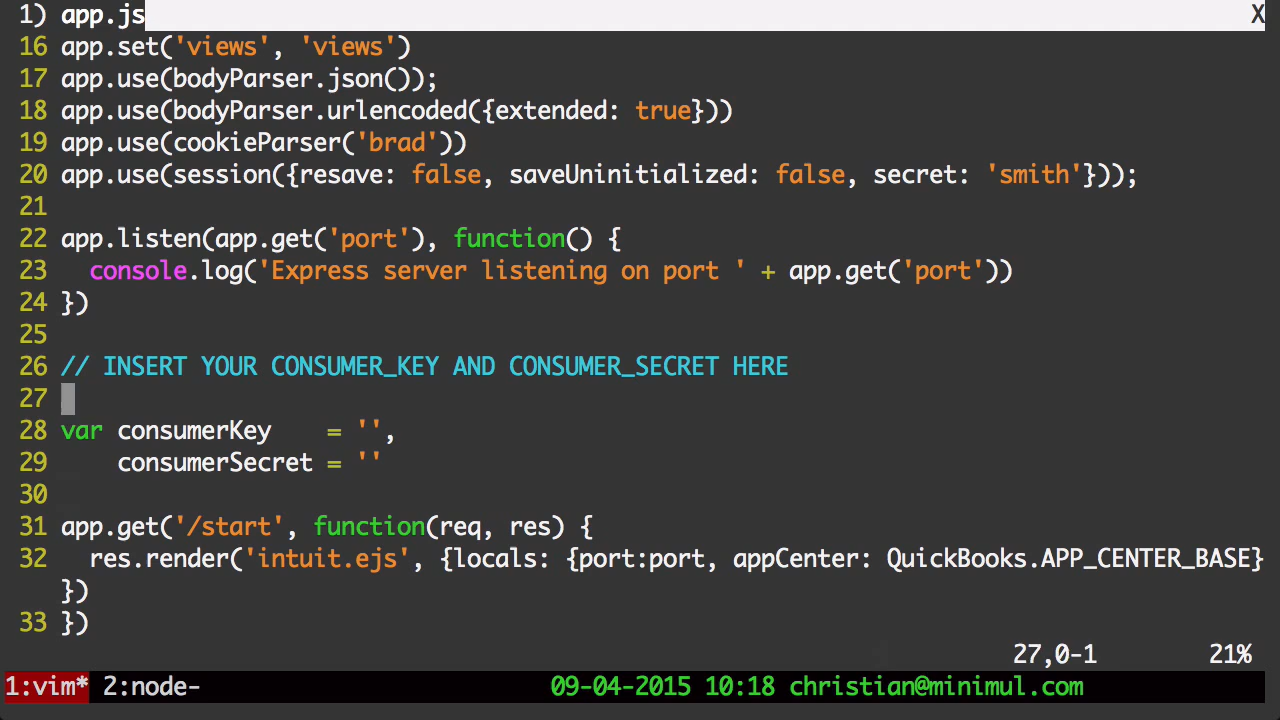 1) app.js X
16 app.set('views', 'views')
17 app.use(bodyParser.json());
18 app.use(bodyParser.urlencoded({extended: true}))
19 app.use(cookieParser('brad'))
20 app.use(session({resave: false, saveUninitialized: false, secret: 'smith'}));
21
22 app.listen(app.get('port'), function() {
23   console.log('Express server listening on port ' + app.get('port'))
24 })
25
26 // INSERT YOUR CONSUMER_KEY AND CONSUMER_SECRET HERE
27
28 var consumerKey    = '',
29     consumerSecret = ''
30
31 app.get('/start', function(req, res) {
32   res.render('intuit.ejs', {locals: {port:port, appCenter: QuickBooks.APP_CENTER_BASE}
})
33 })
27,0-1 21%
1:vim* 2:node- 09-04-2015 10:18 christian@minimul.com